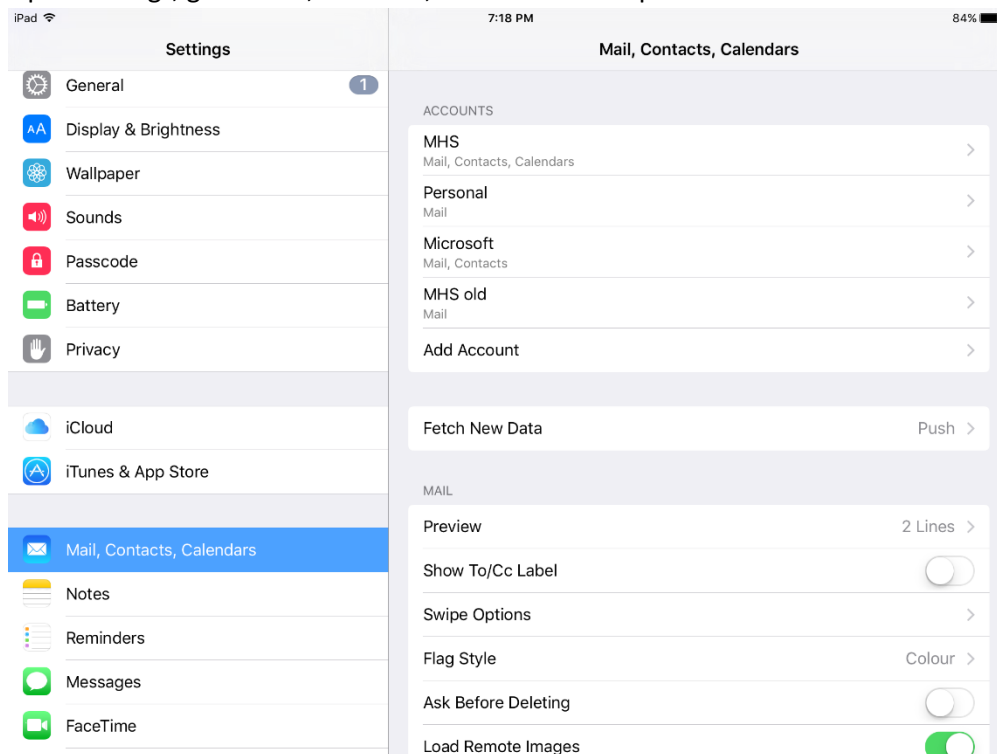 iPad 7:18 PM 84%
Settings
General 1
Display & Brightness
Wallpaper
Sounds
Passcode
Battery
Privacy
iCloud
iTunes & App Store
Mail, Contacts, Calendars
Notes
Reminders
Messages
FaceTime
Mail, Contacts, Calendars
ACCOUNTS
MHS
Mail, Contacts, Calendars
Personal
Mail
Microsoft
Mail, Contacts
MHS old
Mail
Add Account
Fetch New Data Push
MAIL
Preview 2 Lines
Show To/Cc Label
Swipe Options
Flag Style Colour
Ask Before Deleting
Load Remote Images